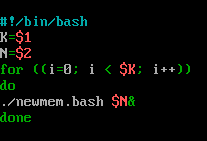 #!/bin/bash
K=$1
N=$2
for ((i=0; i < $K; i++))
do
./newmem.bash $N&
done